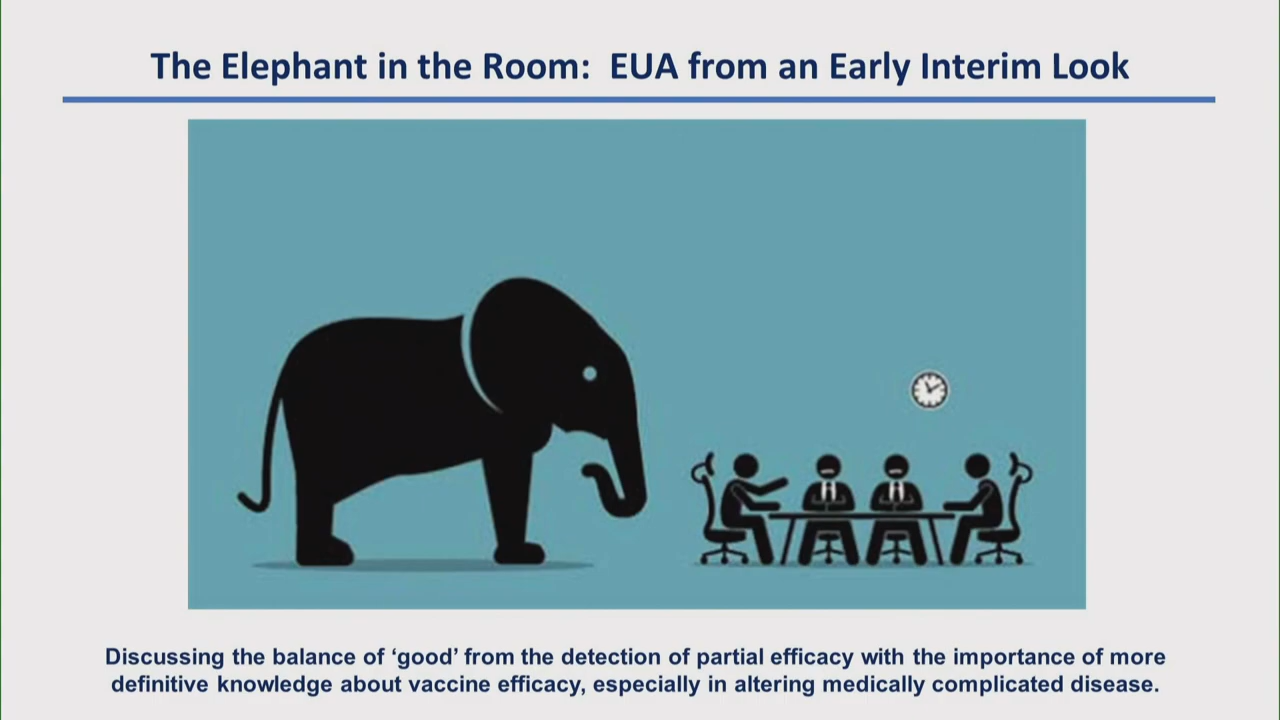 The Elephant in the Room:  EUA from an Early Interim Look
Discussing the balance of ‘good’ from the detection of partial efficacy with the importance of more
definitive knowledge about vaccine efficacy, especially in altering medically complicated disease.